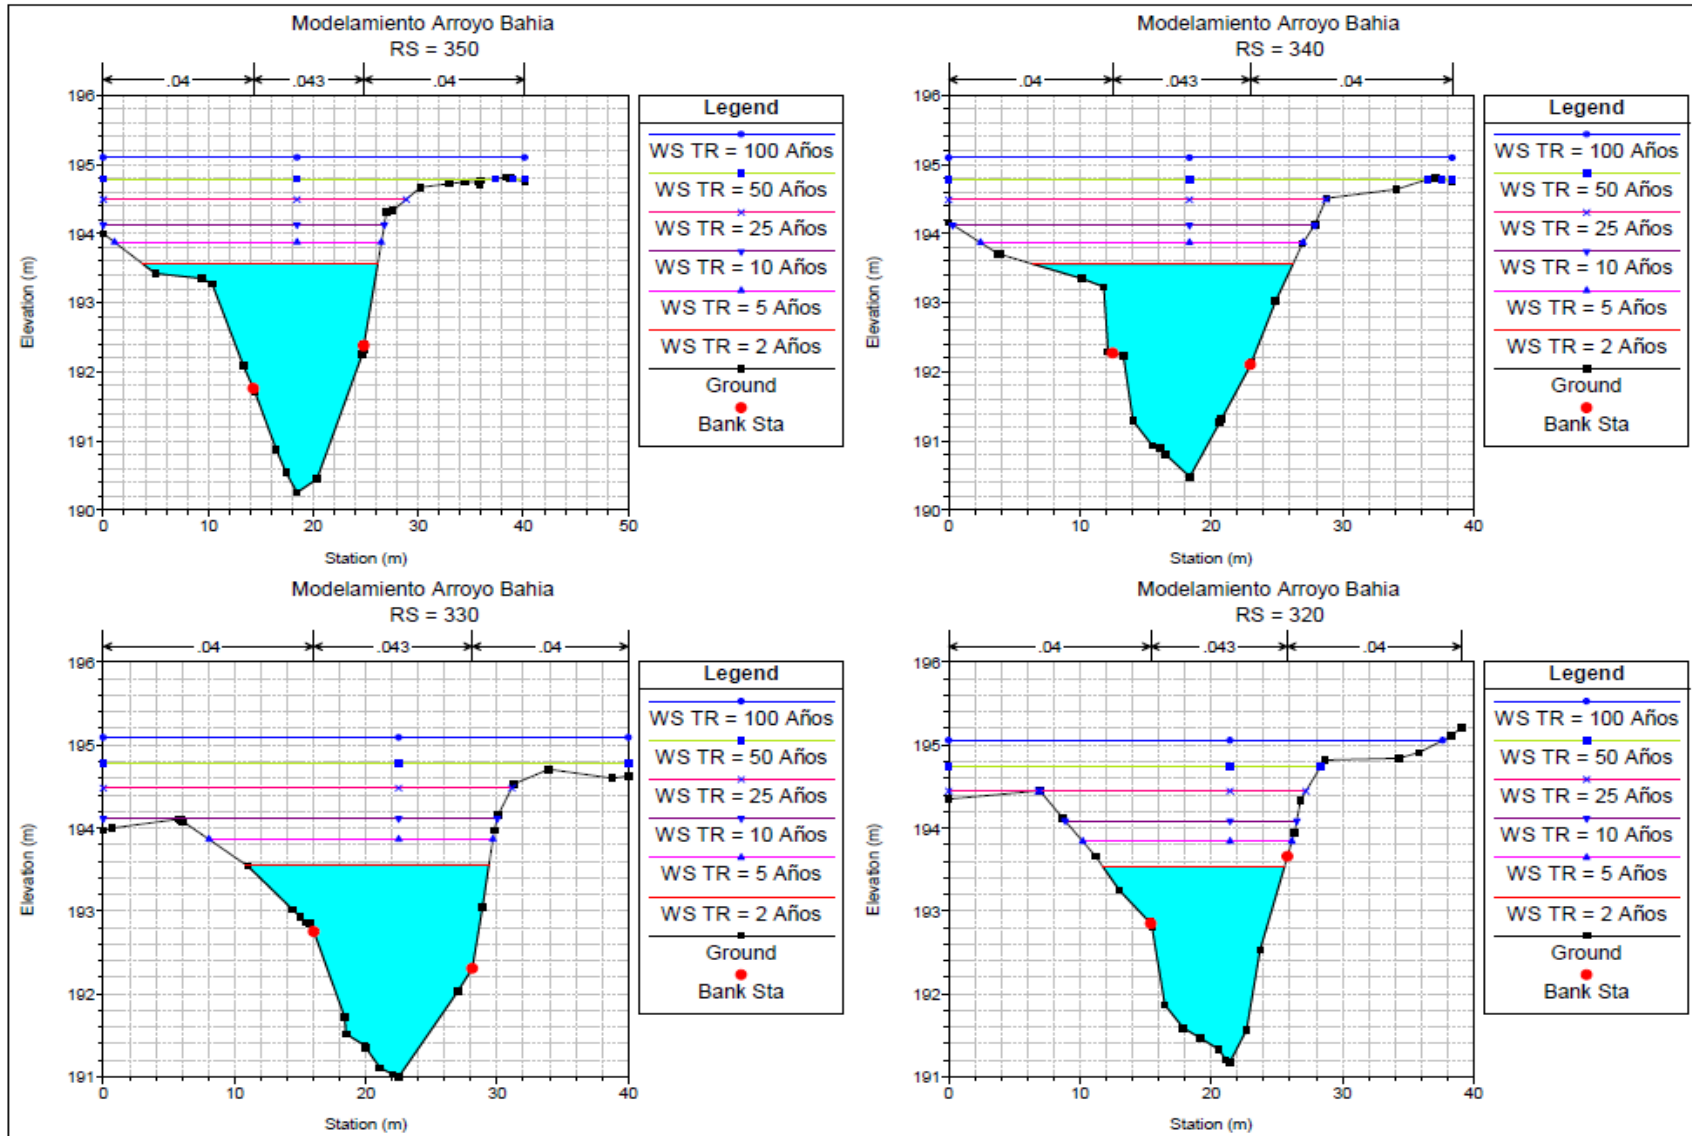 Modelamiento Arroyo Bahia
RS = 350
.04 .043 .04
196
195
194
193
192
191
190
0 10 20 30 40 50
Elevation (m)
Station (m)
Legend
WS TR = 100 Años
WS TR = 50 Años
WS TR = 25 Años
WS TR = 10 Años
WS TR = 5 Años
WS TR = 2 Años
Ground
Bank Sta
Modelamiento Arroyo Bahia
RS = 340
.04 .043 .04
196
195
194
193
192
191
190
0 10 20 30 40
Elevation (m)
Station (m)
Legend
WS TR = 100 Años
WS TR = 50 Años
WS TR = 25 Años
WS TR = 10 Años
WS TR = 5 Años
WS TR = 2 Años
Ground
Bank Sta
Modelamiento Arroyo Bahia
RS = 330
.04 .043 .04
196
195
194
193
192
191
0 10 20 30 40
Elevation (m)
Station (m)
Legend
WS TR = 100 Años
WS TR = 50 Años
WS TR = 25 Años
WS TR = 10 Años
WS TR = 5 Años
WS TR = 2 Años
Ground
Bank Sta
Modelamiento Arroyo Bahia
RS = 320
.04 .043 .04
196
195
194
193
192
191
0 10 20 30 40
Elevation (m)
Station (m)
Legend
WS TR = 100 Años
WS TR = 50 Años
WS TR = 25 Años
WS TR = 10 Años
WS TR = 5 Años
WS TR = 2 Años
Ground
Bank Sta